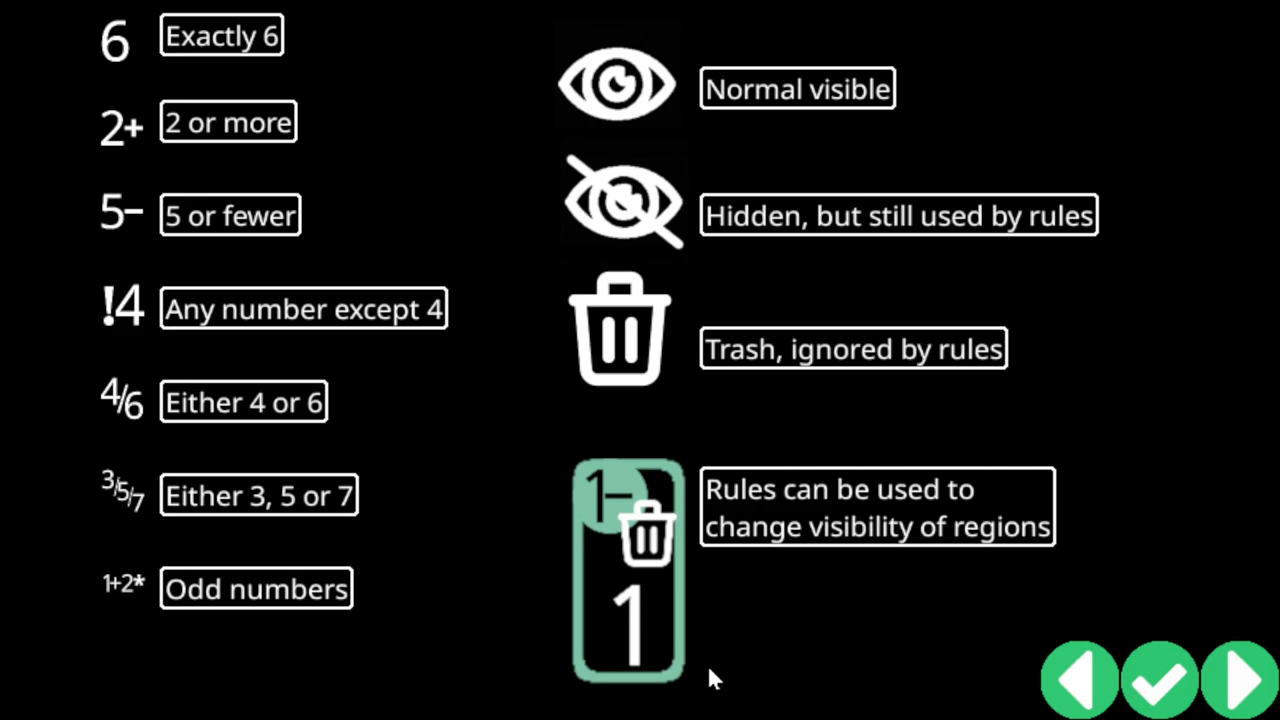 6 Exactly 6
2+ 2 or more
5− 5 or fewer
!4 Any number except 4
4/6 Either 4 or 6
3/5/7 Either 3, 5 or 7
1+2* Odd numbers
Normal visible
Hidden, but still used by rules
Trash, ignored by rules
1−
1
Rules can be used to
change visibility of regions